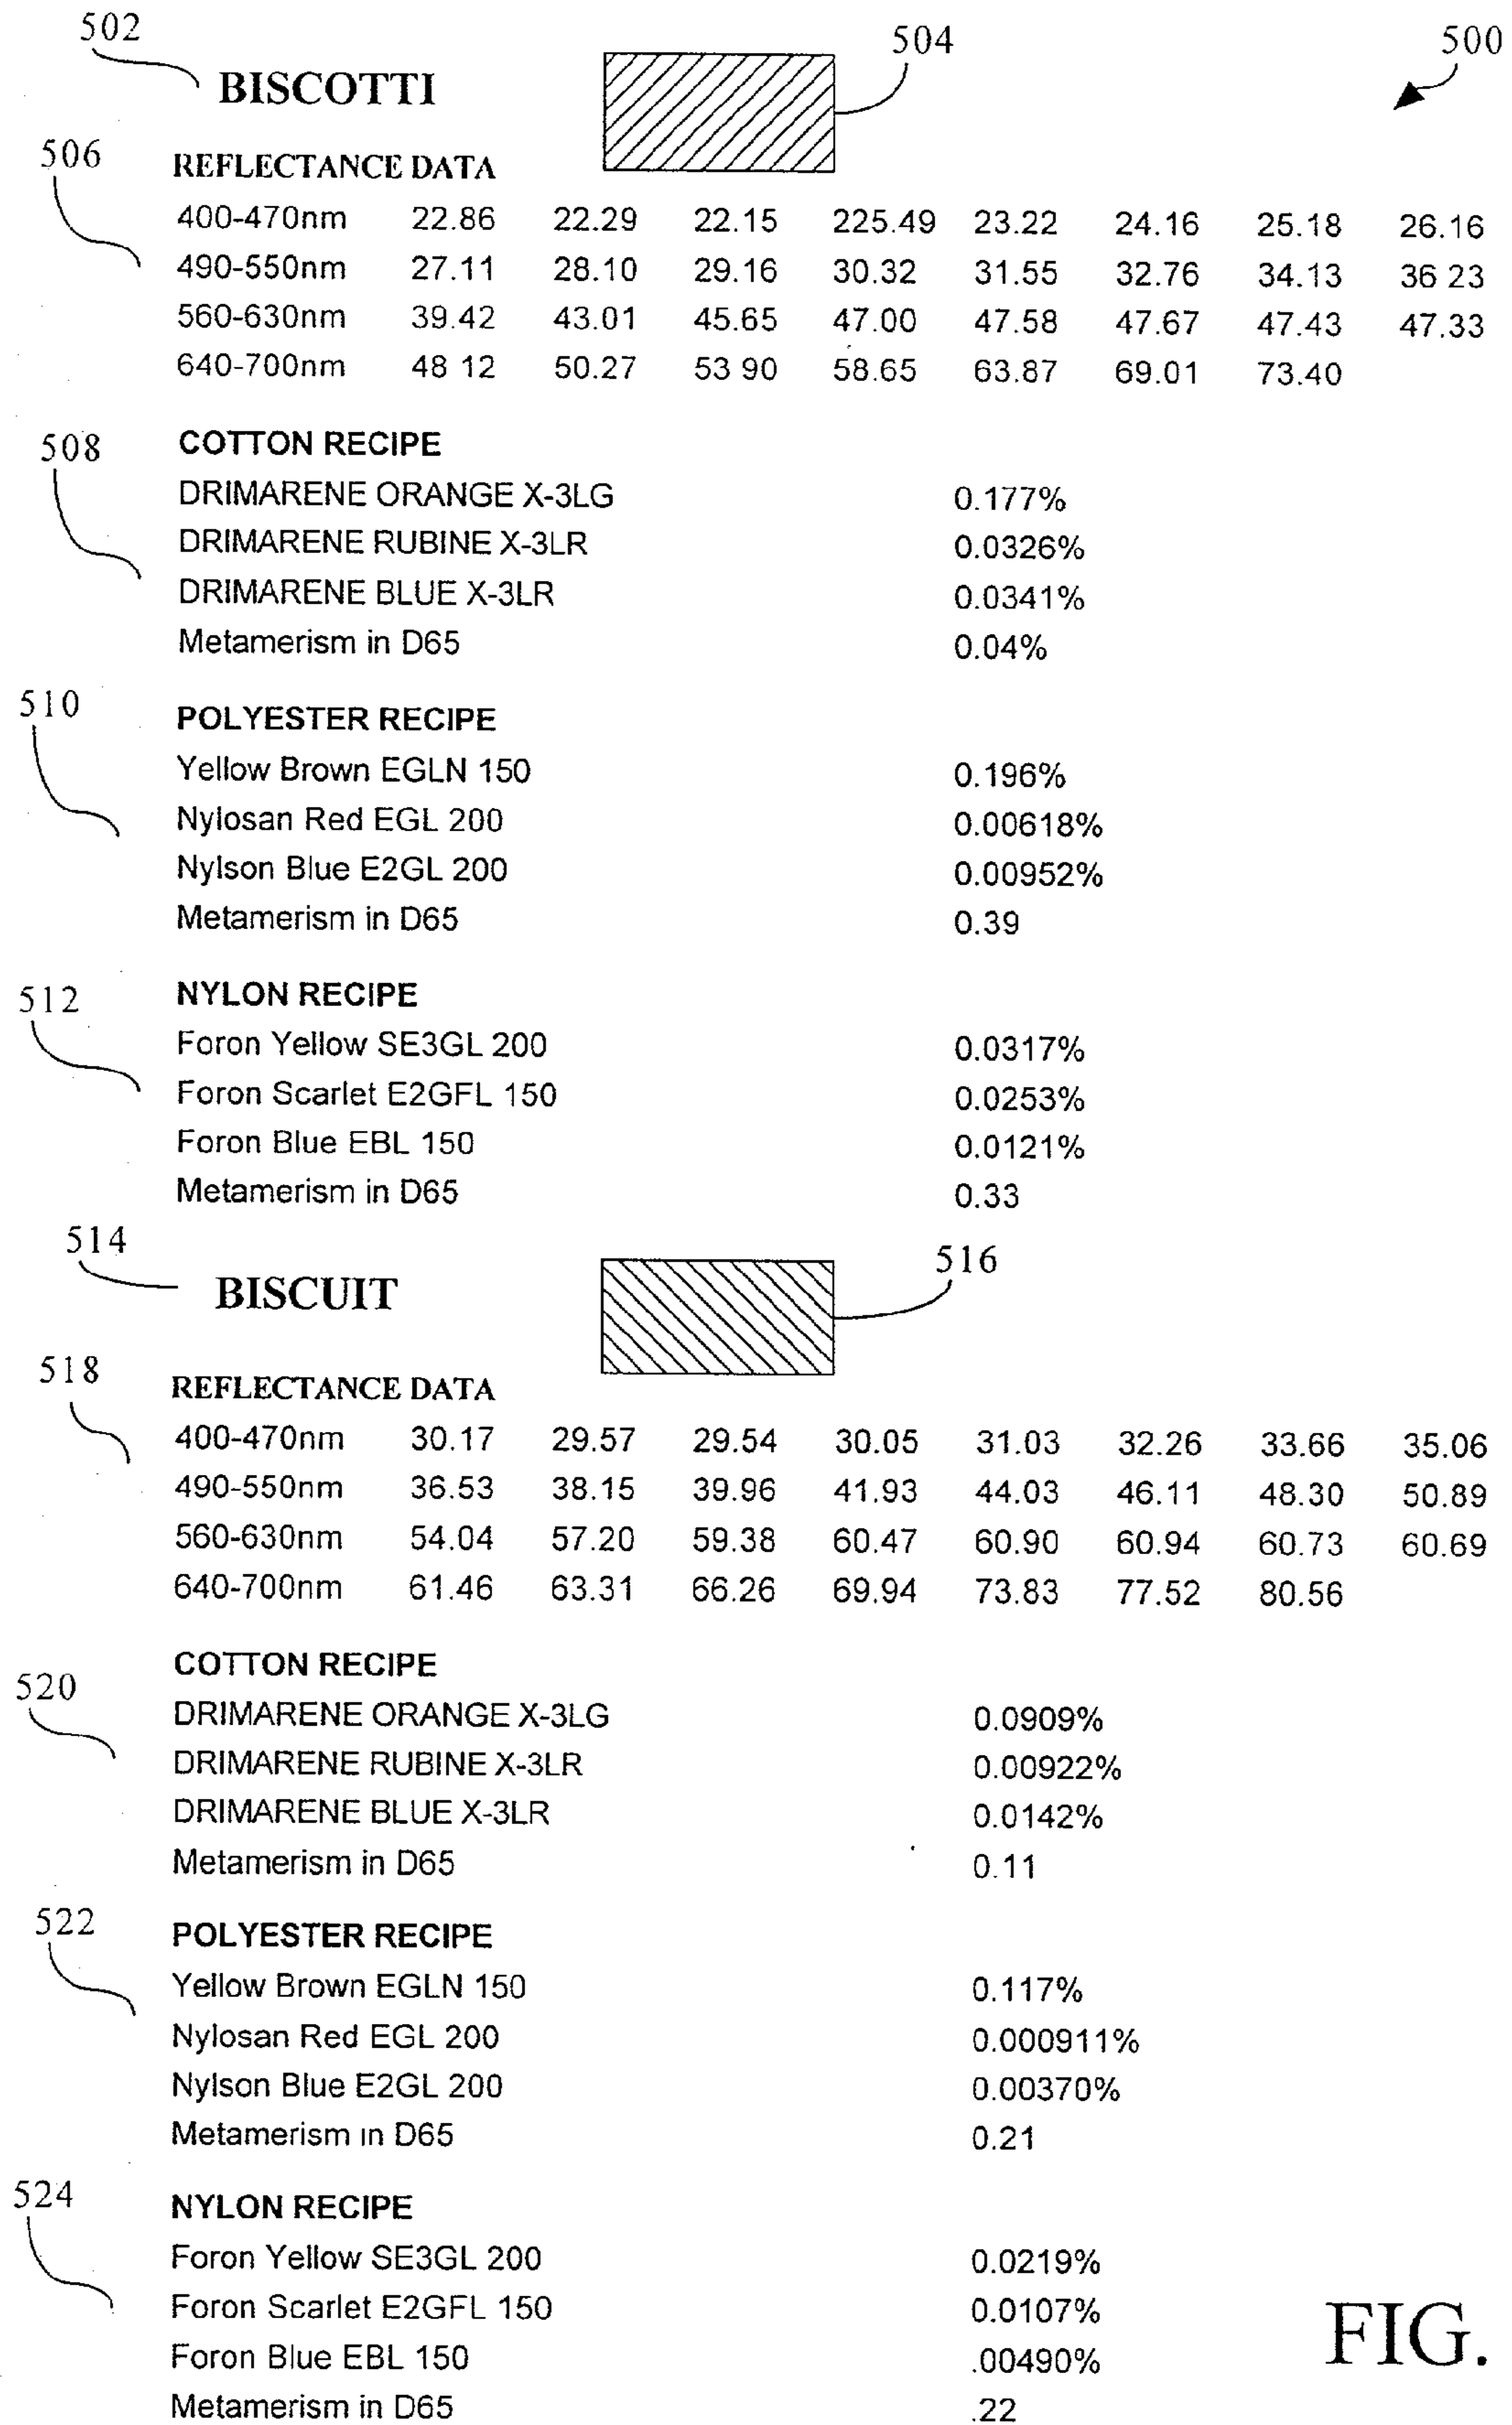 502 504 500
BISCOTTI
506 REFLECTANCE DATA
400-470nm 22.86 22.29 22.15 225.49 23.22 24.16 25.18 26.16
490-550nm 27.11 28.10 29.16 30.32 31.55 32.76 34.13 36 23
560-630nm 39.42 43.01 45.65 47.00 47.58 47.67 47.43 47.33
640-700nm 48 12 50.27 53 90 58.65 63.87 69.01 73.40
508 COTTON RECIPE
DRIMARENE ORANGE X-3LG 0.177%
DRIMARENE RUBINE X-3LR 0.0326%
DRIMARENE BLUE X-3LR 0.0341%
Metamerism in D65 0.04%
510 POLYESTER RECIPE
Yellow Brown EGLN 150 0.196%
Nylosan Red EGL 200 0.00618%
Nylson Blue E2GL 200 0.00952%
Metamerism in D65 0.39
512 NYLON RECIPE
Foron Yellow SE3GL 200 0.0317%
Foron Scarlet E2GFL 150 0.0253%
Foron Blue EBL 150 0.0121%
Metamerism in D65 0.33
514 BISCUIT 516
518 REFLECTANCE DATA
400-470nm 30.17 29.57 29.54 30.05 31.03 32.26 33.66 35.06
490-550nm 36.53 38.15 39.96 41.93 44.03 46.11 48.30 50.89
560-630nm 54.04 57.20 59.38 60.47 60.90 60.94 60.73 60.69
640-700nm 61.46 63.31 66.26 69.94 73.83 77.52 80.56
520 COTTON RECIPE
DRIMARENE ORANGE X-3LG 0.0909%
DRIMARENE RUBINE X-3LR 0.00922%
DRIMARENE BLUE X-3LR 0.0142%
Metamerism in D65 0.11
522 POLYESTER RECIPE
Yellow Brown EGLN 150 0.117%
Nylosan Red EGL 200 0.000911%
Nylson Blue E2GL 200 0.00370%
Metamerism in D65 0.21
524 NYLON RECIPE
Foron Yellow SE3GL 200 0.0219%
Foron Scarlet E2GFL 150 0.0107%
Foron Blue EBL 150 .00490%
Metamerism in D65 .22
FIG.